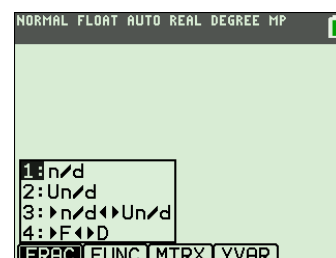 NORMAL FLOAT AUTO REAL DEGREE MP
1:n/d
2:Un/d
3:▶n/d◀▶Un/d
4:▶F◀▶D
FRAC FUNC MTRX YVAR